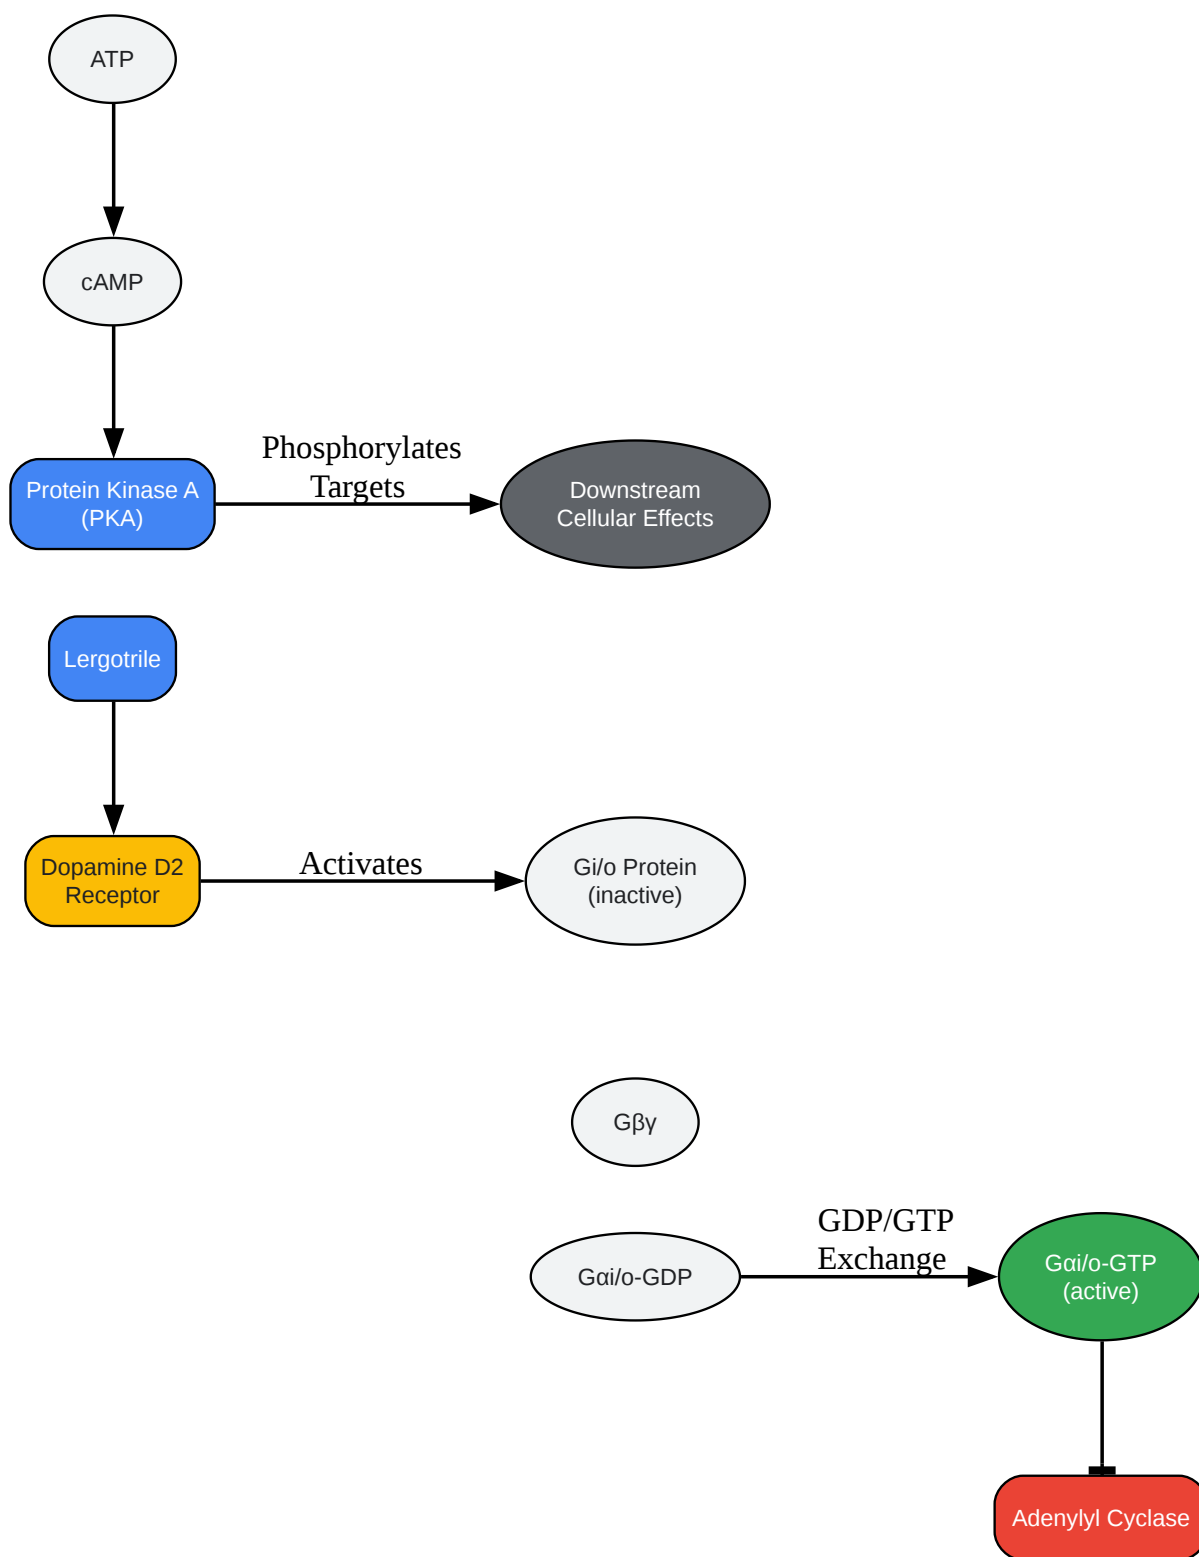 ATP
cAMP
Phosphorylates
Targets
Protein Kinase A
(PKA)
Downstream
Cellular Effects
Lergotrile
Dopamine D2
Receptor
Activates
Gi/o Protein
(inactive)
Gβγ
GDP/GTP
Exchange
Gαi/o-GDP
Gαi/o-GTP
(active)
Adenylyl Cyclase